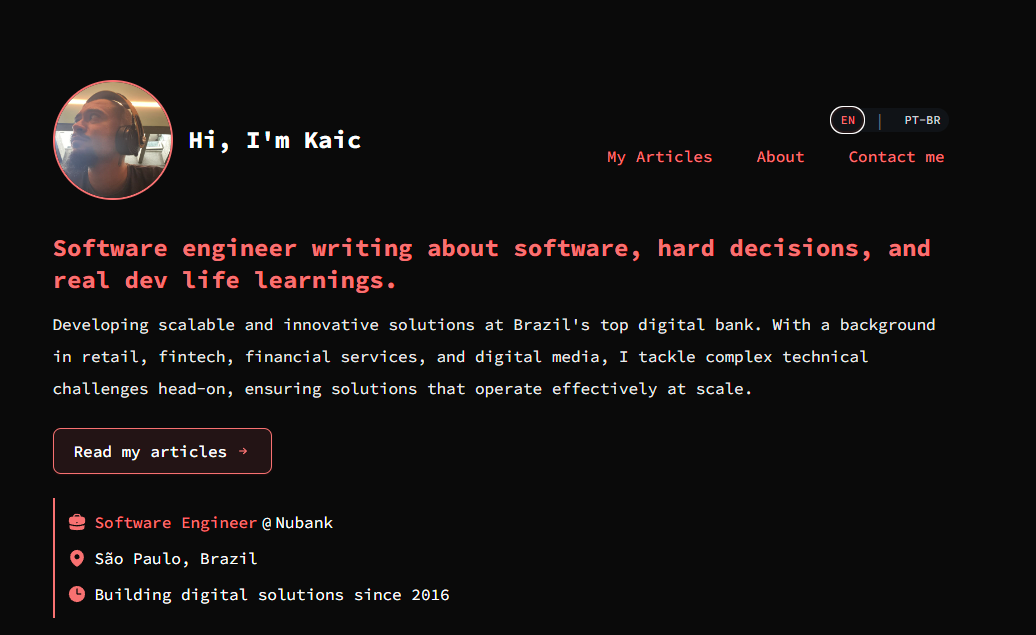 Hi, I'm Kaic
EN | PT-BR
My Articles About Contact me
Software engineer writing about software, hard decisions, and
real dev life learnings.
Developing scalable and innovative solutions at Brazil's top digital bank. With a background
in retail, fintech, financial services, and digital media, I tackle complex technical
challenges head-on, ensuring solutions that operate effectively at scale.
Read my articles →
Software Engineer @ Nubank
São Paulo, Brazil
Building digital solutions since 2016